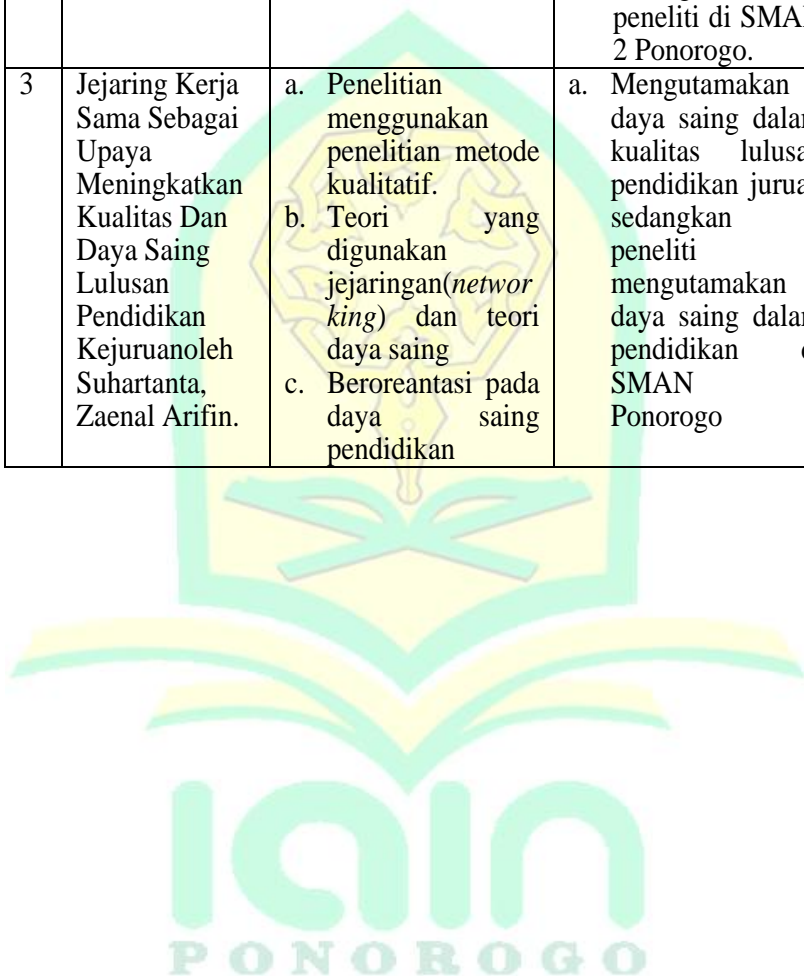 peneliti di SMAN
2 Ponorogo.
3
Jejaring Kerja
Sama Sebagai
Upaya
Meningkatkan
Kualitas Dan
Daya Saing
Lulusan
Pendidikan
Kejuruanoleh
Suhartanta,
Zaenal Arifin.
a. Penelitian
menggunakan
penelitian metode
kualitatif.
b. Teori yang
digunakan
jejaringan(networ
king) dan teori
daya saing
c. Beroreantasi pada
daya saing
pendidikan
a. Mengutamakan
daya saing dalam
kualitas lulusa
pendidikan jurua
sedangkan
peneliti
mengutamakan
daya saing dalam
pendidikan
SMAN
Ponorogo
iain
PONOROGO